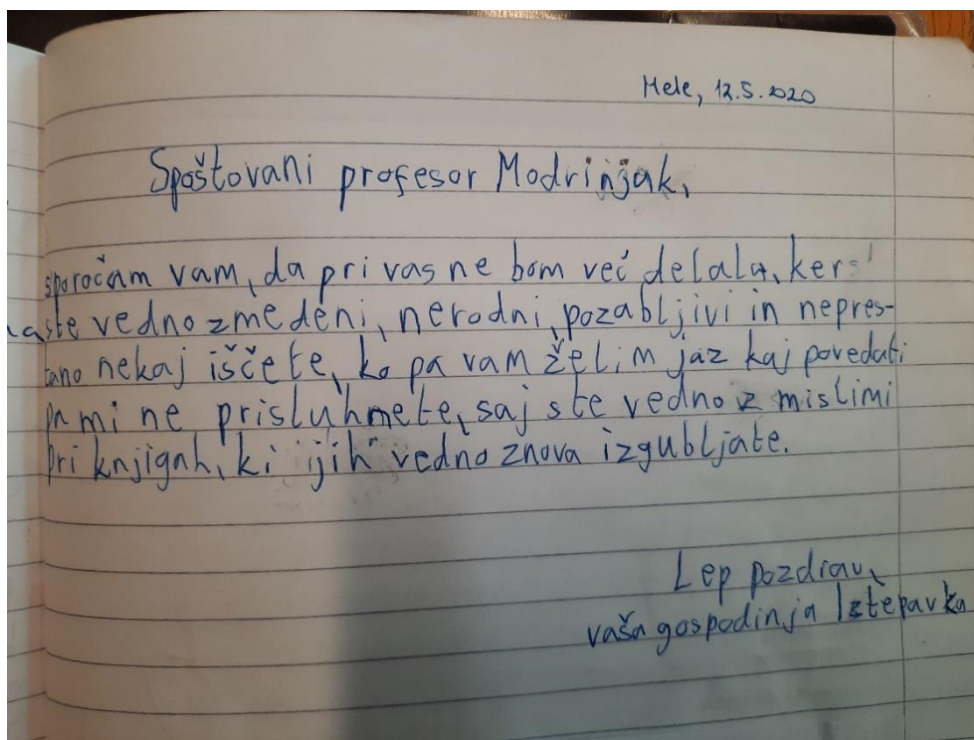 Hele, 12.5.2020
Spoštovani profesor Modrinjak,
sporočam vam, da pri vas ne bom več delala, ker
ste vedno zmedeni, nerodni, pozabljivi in nepres-
tano nekaj iščete, ko pa vam želim jaz kaj povedati
pa mi ne prisluhnete, saj ste vedno z mislimi
pri knjigah, ki jih vedno znova izgubljate.
Lep pozdrav,
vaša gospodinja Iztepavka